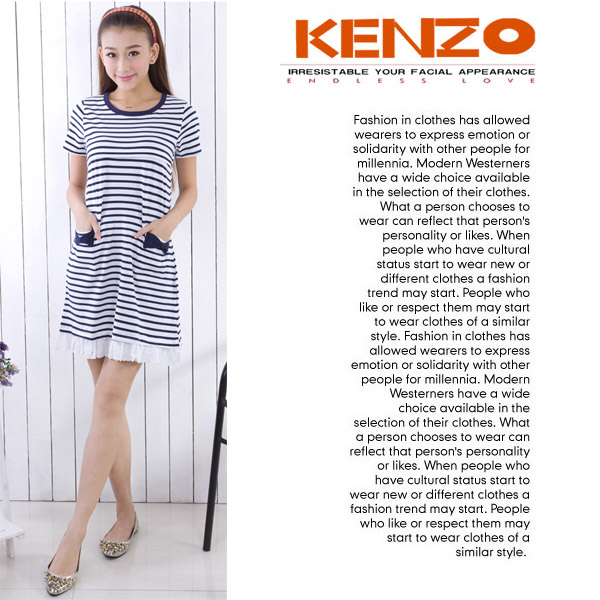 KENZO
IRRESISTABLE YOUR FACIAL APPEARANCE
ENDLESS LOVE
Fashion in clothes has allowed
wearers to express emotion or
solidarity with other people for
millennia. Modern Westerners
have a wide choice available
in the selection of their clothes.
What a person chooses to
wear can reflect that person's
personality or likes. When
people who have cultural
status start to wear new or
different clothes a fashion
trend may start. People who
like or respect them may start
to wear clothes of a similar
style. Fashion in clothes has
allowed wearers to express
emotion or solidarity with other
people for millennia. Modern
Westerners have a wide
choice available in the
selection of their clothes. What
a person chooses to wear can
reflect that person's personality
or likes. When people who
have cultural status start to
wear new or different clothes a
fashion trend may start. People
who like or respect them may
start to wear clothes of a
similar style.